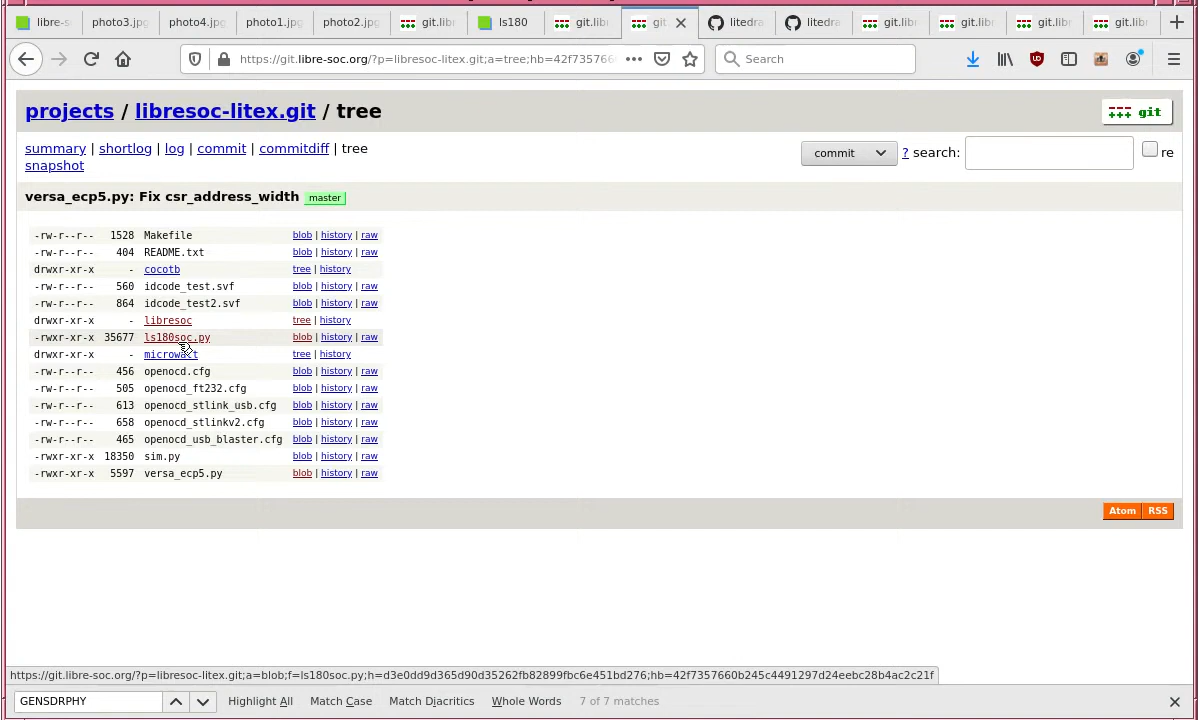 libre-s photo3.jpg photo4.jpg photo1.jpg photo2.jpg git.libr ls180 git.libr git. litedra litedra git.libr git.libr git.libr git.libr
https://git.libre-soc.org/?p=libresoc-litex.git;a=tree;hb=42f7357660 Search
projects / libresoc-litex.git / tree
git
summary | shortlog | log | commit | commitdiff | tree
snapshot
commit ? search: re
versa_ecp5.py: Fix csr_address_width master
-rw-r--r-- 1528 Makefile blob | history | raw
-rw-r--r-- 404 README.txt blob | history | raw
drwxr-xr-x - cocotb tree | history
-rw-r--r-- 560 idcode_test.svf blob | history | raw
-rw-r--r-- 864 idcode_test2.svf blob | history | raw
drwxr-xr-x - libresoc tree | history
-rwxr-xr-x 35677 ls180soc.py blob | history | raw
drwxr-xr-x - microwatt tree | history
-rw-r--r-- 456 openocd.cfg blob | history | raw
-rw-r--r-- 505 openocd_ft232.cfg blob | history | raw
-rw-r--r-- 613 openocd_stlink_usb.cfg blob | history | raw
-rw-r--r-- 658 openocd_stlinkv2.cfg blob | history | raw
-rw-r--r-- 465 openocd_usb_blaster.cfg blob | history | raw
-rwxr-xr-x 18350 sim.py blob | history | raw
-rwxr-xr-x 5597 versa_ecp5.py blob | history | raw
Atom RSS
https://git.libre-soc.org/?p=libresoc-litex.git;a=blob;f=ls180soc.py;h=d3e0dd9d365d90d35262fb82899fbc6e451bd276;hb=42f7357660b245c4491297d24eebc28b4ac2c21f
GENSDRPHY Highlight All Match Case Match Diacritics Whole Words 7 of 7 matches